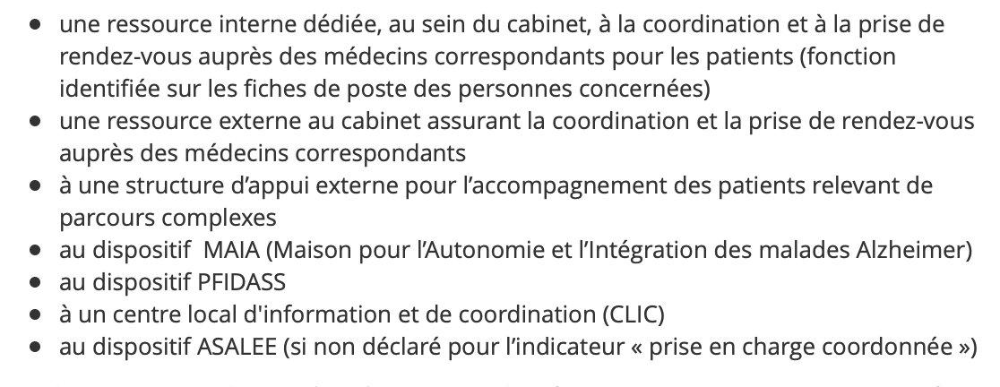 • une ressource interne dédiée, au sein du cabinet, à la coordination et à la prise de
rendez-vous auprès des médecins correspondants pour les patients (fonction
identifiée sur les fiches de poste des personnes concernées)
• une ressource externe au cabinet assurant la coordination et la prise de rendez-vous
auprès des médecins correspondants
• à une structure d’appui externe pour l’accompagnement des patients relevant de
parcours complexes
• au dispositif  MAIA (Maison pour l’Autonomie et l’Intégration des malades Alzheimer)
• au dispositif PFIDASS
• à un centre local d'information et de coordination (CLIC)
• au dispositif ASALEE (si non déclaré pour l’indicateur « prise en charge coordonnée »)